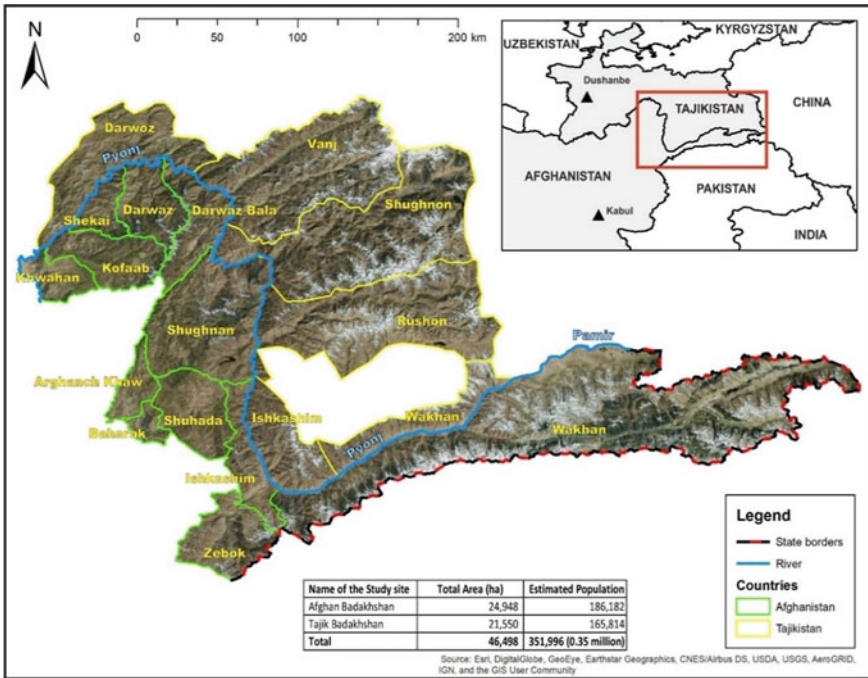 0 25 50 100 150 200 km
N
UZBEKISTAN
KYRGYZSTAN
Dushanbe
TAJIKISTAN
CHINA
AFGHANISTAN
PAKISTAN
Kabul
INDIA
Darwoz
Pyonj
Vanj
Shekai
Darwaz
Darwaz Bala
Shughnon
Khwahan
Kofaab
Shughnan
Rushon
Pamir
Arghanch Khaw
Shuhada
Ishkashim
Wakhan
Baharak
Pyonj
Wakhan
Ishkashim
Zebok
Legend
State borders
River
Countries
Afghanistan
Tajikistan
Name of the Study site Total Area (ha) Estimated Population
Afghan Badakhshan 24,948 186,182
Tajik Badakhshan 21,550 165,814
Total 46,498 351,996 (0.35 million)
Source: Esri, DigitalGlobe, GeoEye, Earthstar Geographics, CNES/Airbus DS, USDA, USGS, AeroGRID,
IGN, and the GIS User Community